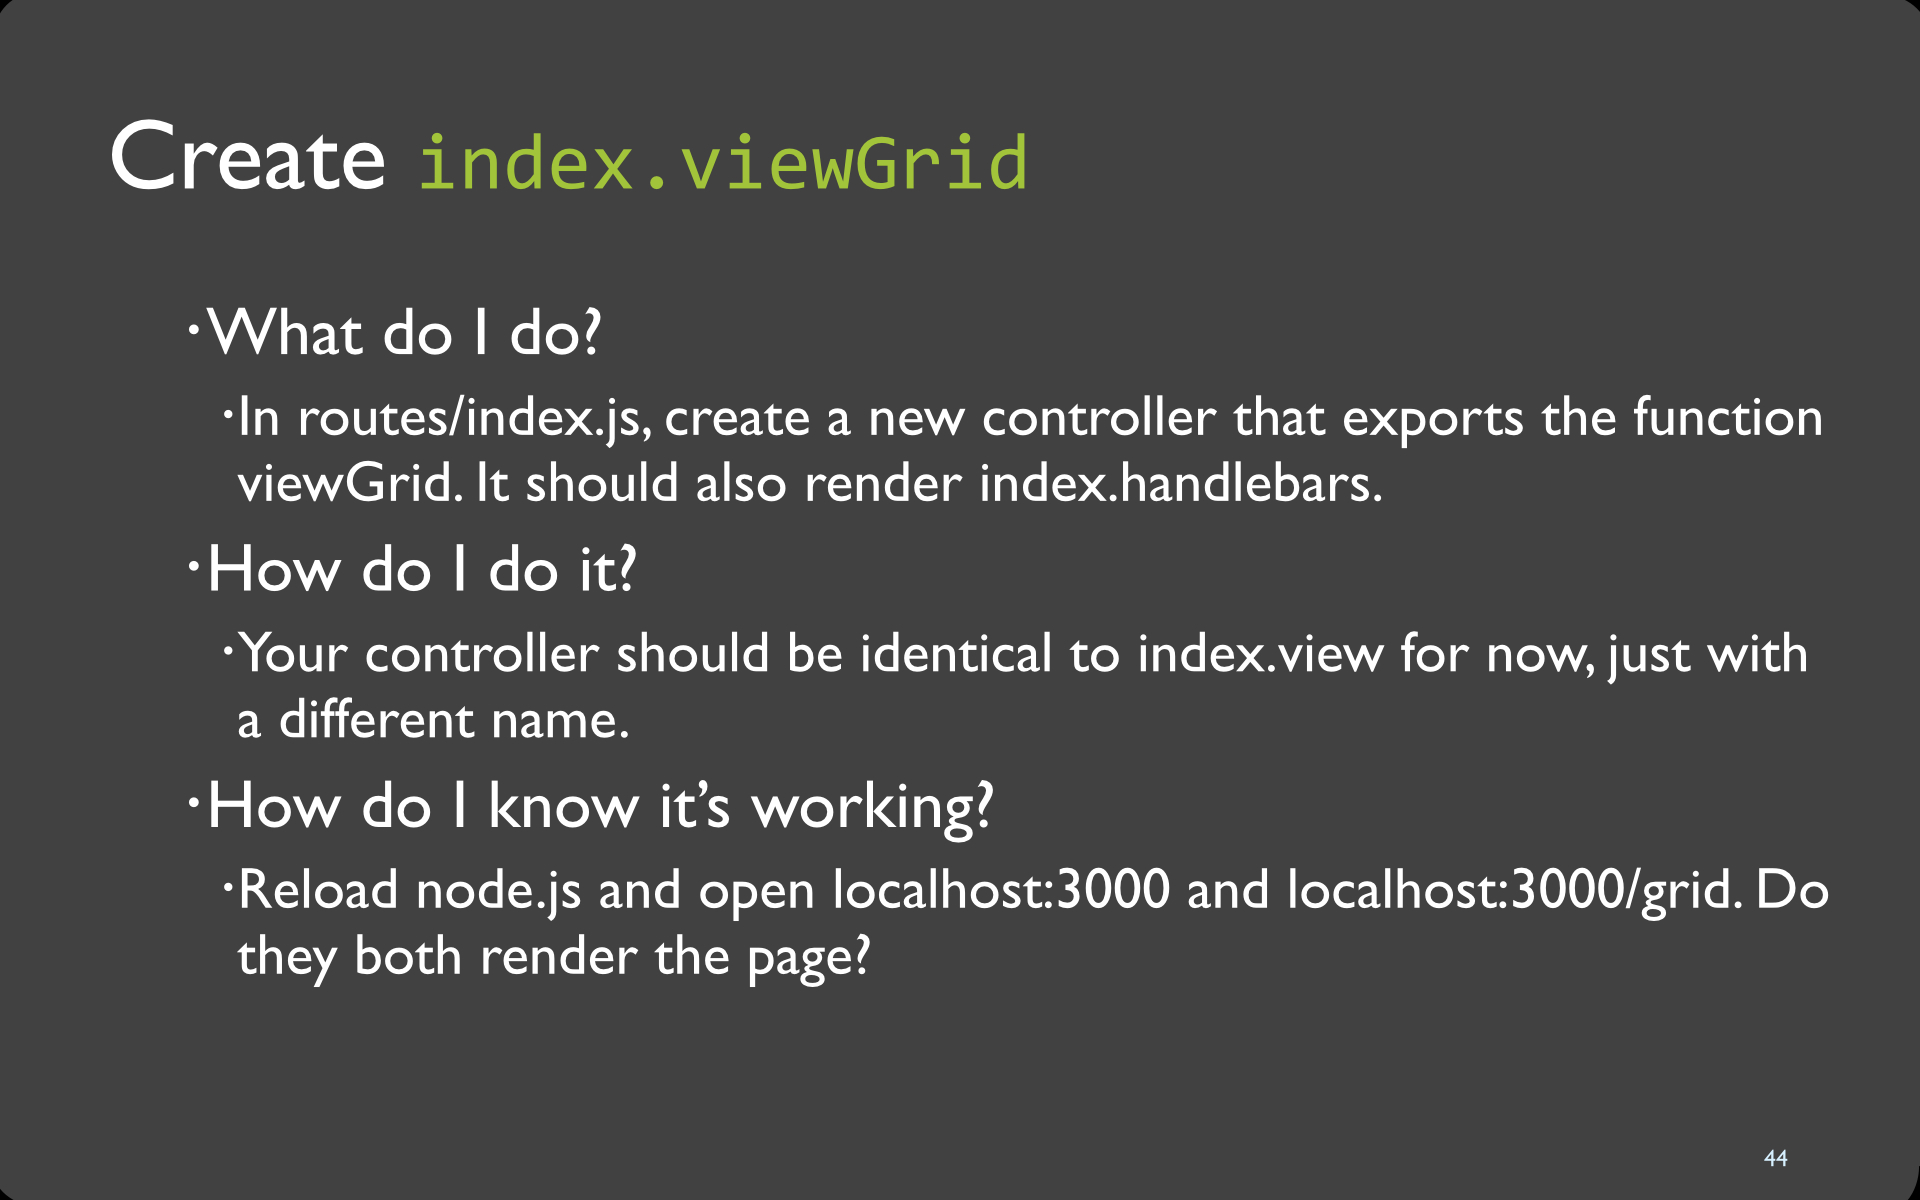 Create index.viewGrid
•What do I do?
•In routes/index.js, create a new controller that exports the function
viewGrid. It should also render index.handlebars.
•How do I do it?
•Your controller should be identical to index.view for now, just with
a different name.
•How do I know it’s working?
•Reload node.js and open localhost:3000 and localhost:3000/grid. Do
they both render the page?
44